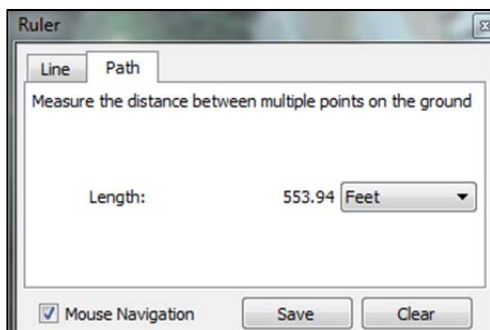 Ruler
Line Path
Measure the distance between multiple points on the ground
Length: 553.94 Feet
Mouse Navigation Save Clear